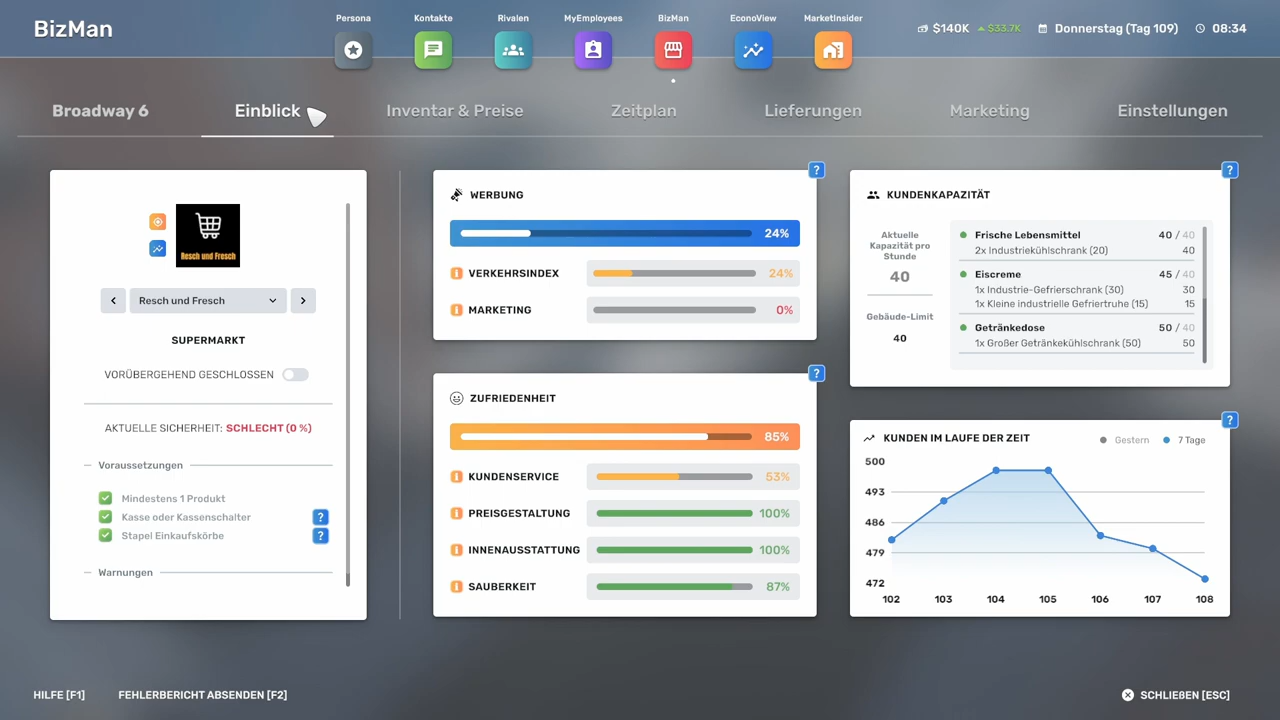 BizMan
Persona
Kontakte
Rivalen
MyEmployees
BizMan
EconoView
MarketInsider
$140K
$33.7K
Donnerstag (Tag 109)
08:34
Broadway 6
Einblick
Inventar & Preise
Zeitplan
Lieferungen
Marketing
Einstellungen
Resch und Fresch
Resch und Fresch
SUPERMARKT
VORÜBERGEHEND GESCHLOSSEN
AKTUELLE SICHERHEIT: SCHLECHT (0 %)
Voraussetzungen
Mindestens 1 Produkt
Kasse oder Kassenschalter ?
Stapel Einkaufskörbe ?
Warnungen
?
WERBUNG
24%
VERKEHRSINDEX 24%
MARKETING 0%
?
ZUFRIEDENHEIT
85%
KUNDENSERVICE 53%
PREISGESTALTUNG 100%
INNENAUSSTATTUNG 100%
SAUBERKEIT 87%
?
KUNDENKAPAZITÄT
Aktuelle
Kapazität pro
Stunde
40
Gebäude-Limit
40
Frische Lebensmittel 40 / 40
2x Industriekühlschrank (20) 40
Eiscreme 45 / 40
1x Industrie-Gefrierschrank (30) 30
1x Kleine industrielle Gefriertruhe (15) 15
Getränkedose 50 / 40
1x Großer Getränkekühlschrank (50) 50
?
KUNDEN IM LAUFE DER ZEIT
Gestern
7 Tage
500
493
486
479
472
102 103 104 105 106 107 108
HILFE [F1]
FEHLERBERICHT ABSENDEN [F2]
SCHLIEßEN [ESC]